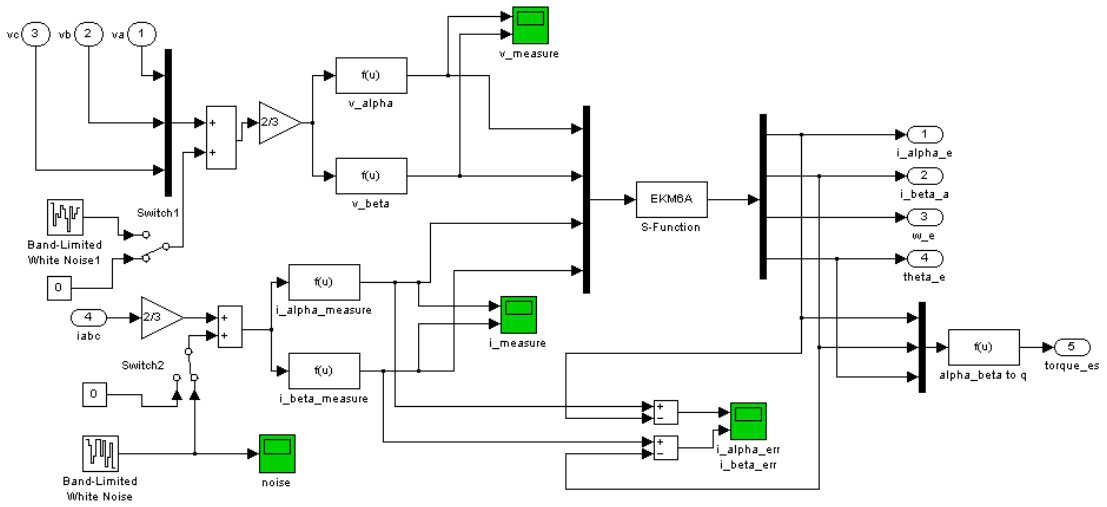 vc 3 vb 2 va 1
v_measure
f(u)
v_alpha
+
+
2/3
f(u)
v_beta
Switch1
Band-Limited
White Noise1
0
EKM6A
S-Function
1
i_alpha_e
2
i_beta_a
3
w_e
4
theta_e
4
iabc
2/3
+
+
f(u)
i_alpha_measure
i_measure
f(u)
i_beta_measure
Switch2
0
Band-Limited
White Noise
noise
f(u)
alpha_beta to q
5
torque_es
+
−
+
−
i_alpha_err
i_beta_err